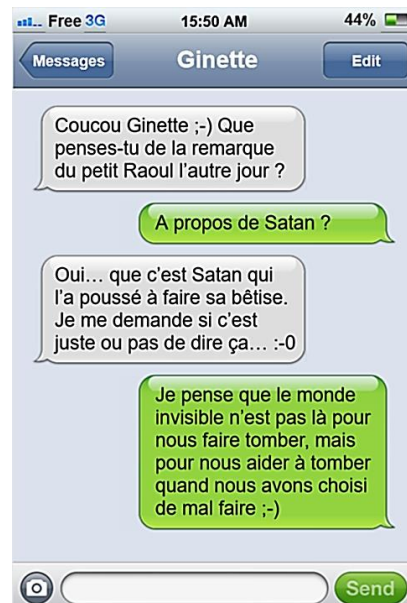 Free 3G 15:50 AM 44%
Messages Ginette Edit
Coucou Ginette ;-) Que
penses-tu de la remarque
du petit Raoul l'autre jour ?
A propos de Satan ?
Oui… que c'est Satan qui
l'a poussé à faire sa bêtise.
Je me demande si c'est
juste ou pas de dire ça… :-0
Je pense que le monde
invisible n'est pas là pour
nous faire tomber, mais
pour nous aider à tomber
quand nous avons choisi
de mal faire ;-)
Send